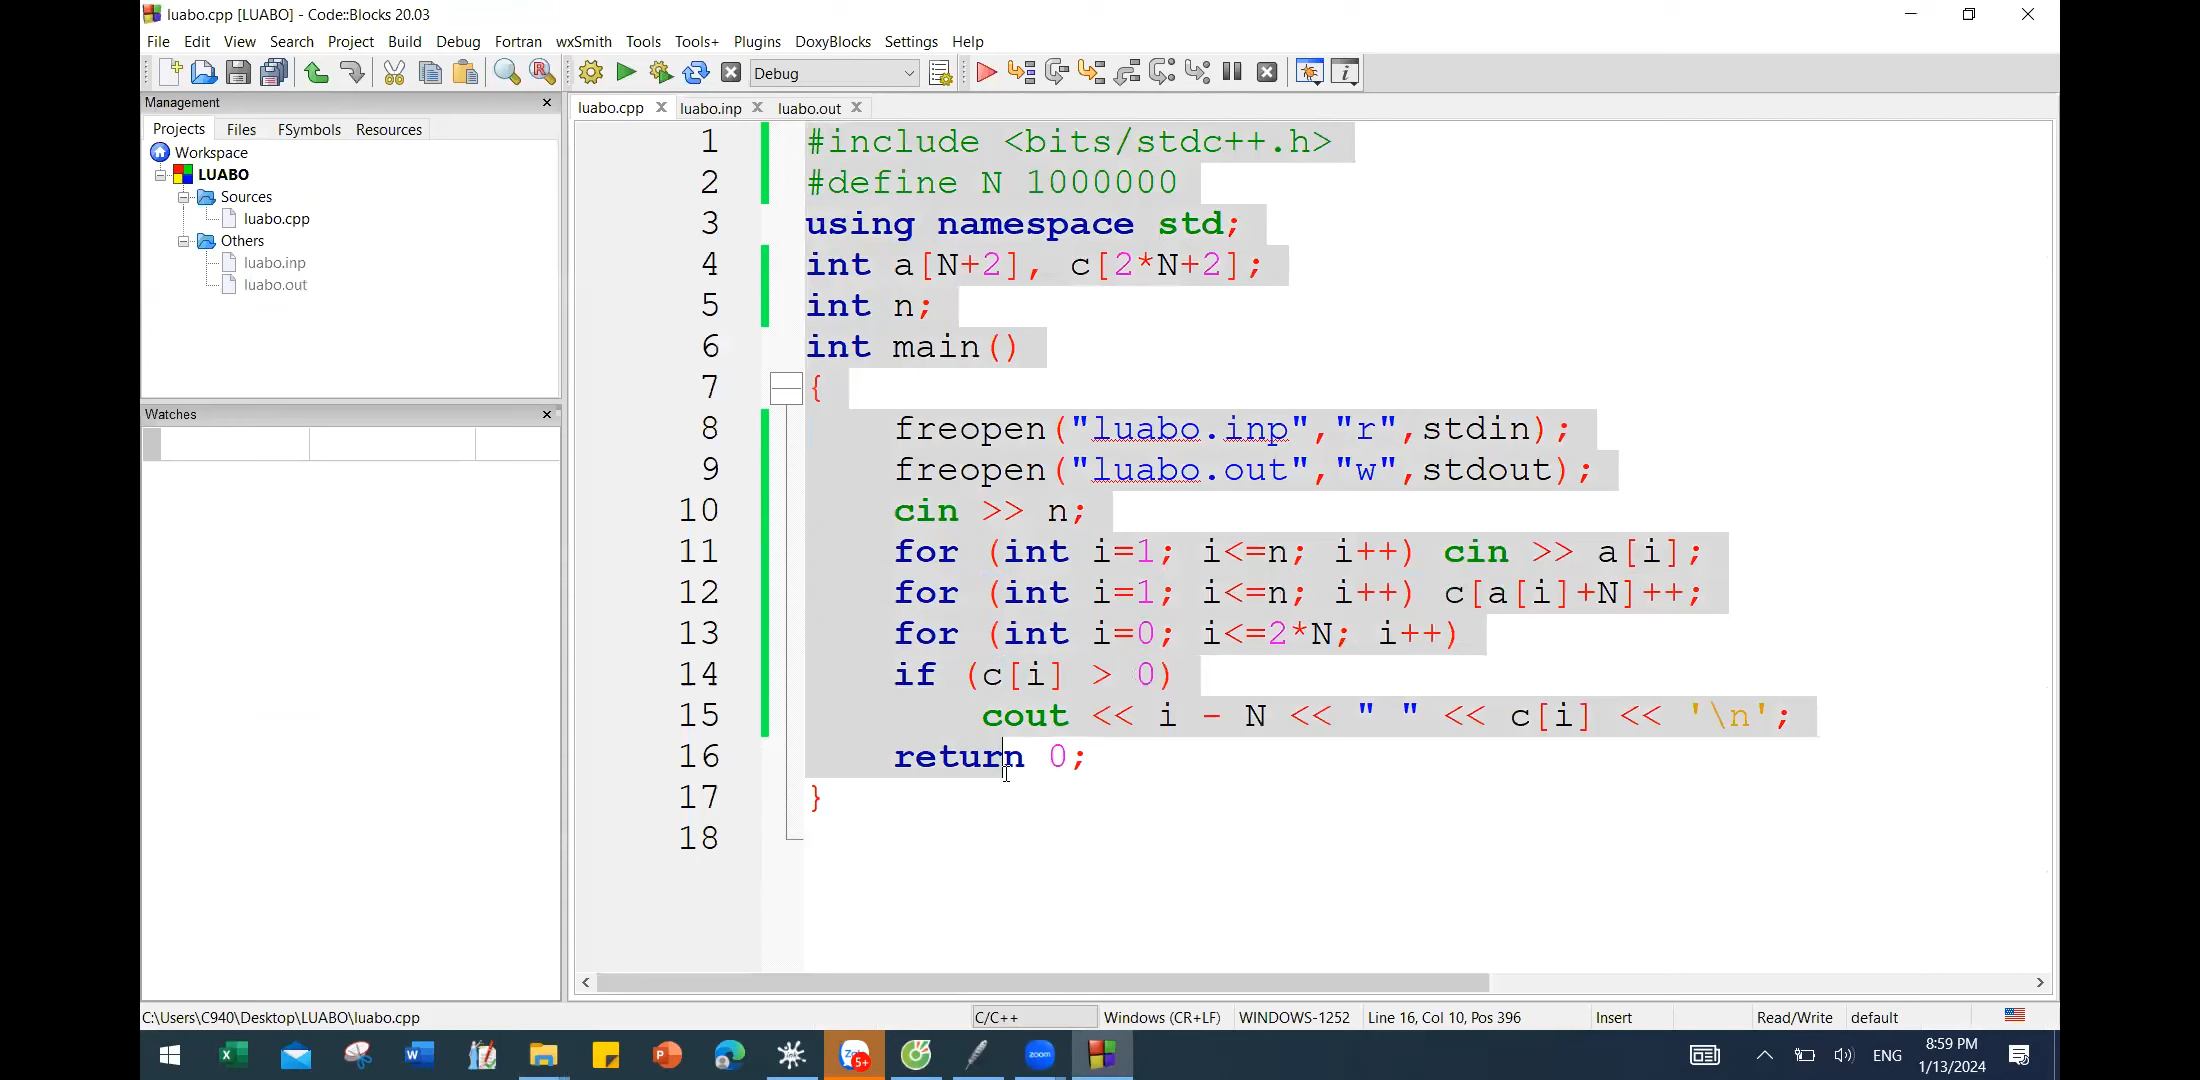 luabo.cpp [LUABO] - Code::Blocks 20.03
File Edit View Search Project Build Debug Fortran wxSmith Tools Tools+ Plugins DoxyBlocks Settings Help
Debug
Management
Projects Files FSymbols Resources
Workspace
LUABO
Sources
luabo.cpp
Others
luabo.inp
luabo.out
Watches
luabo.cpp luabo.inp luabo.out
1 #include <bits/stdc++.h>
2 #define N 1000000
3 using namespace std;
4 int a[N+2], c[2*N+2];
5 int n;
6 int main()
7 {
8 freopen("luabo.inp","r",stdin);
9 freopen("luabo.out","w",stdout);
10 cin >> n;
11 for (int i=1; i<=n; i++) cin >> a[i];
12 for (int i=1; i<=n; i++) c[a[i]+N]++;
13 for (int i=0; i<=2*N; i++)
14 if (c[i] > 0)
15 cout << i - N << " " << c[i] << '\n';
16 return 0;
17 }
18
C:\Users\C940\Desktop\LUABO\luabo.cpp C/C++ Windows (CR+LF) WINDOWS-1252 Line 16, Col 10, Pos 396 Insert Read/Write default
zoom
5+
ENG
8:59 PM
1/13/2024